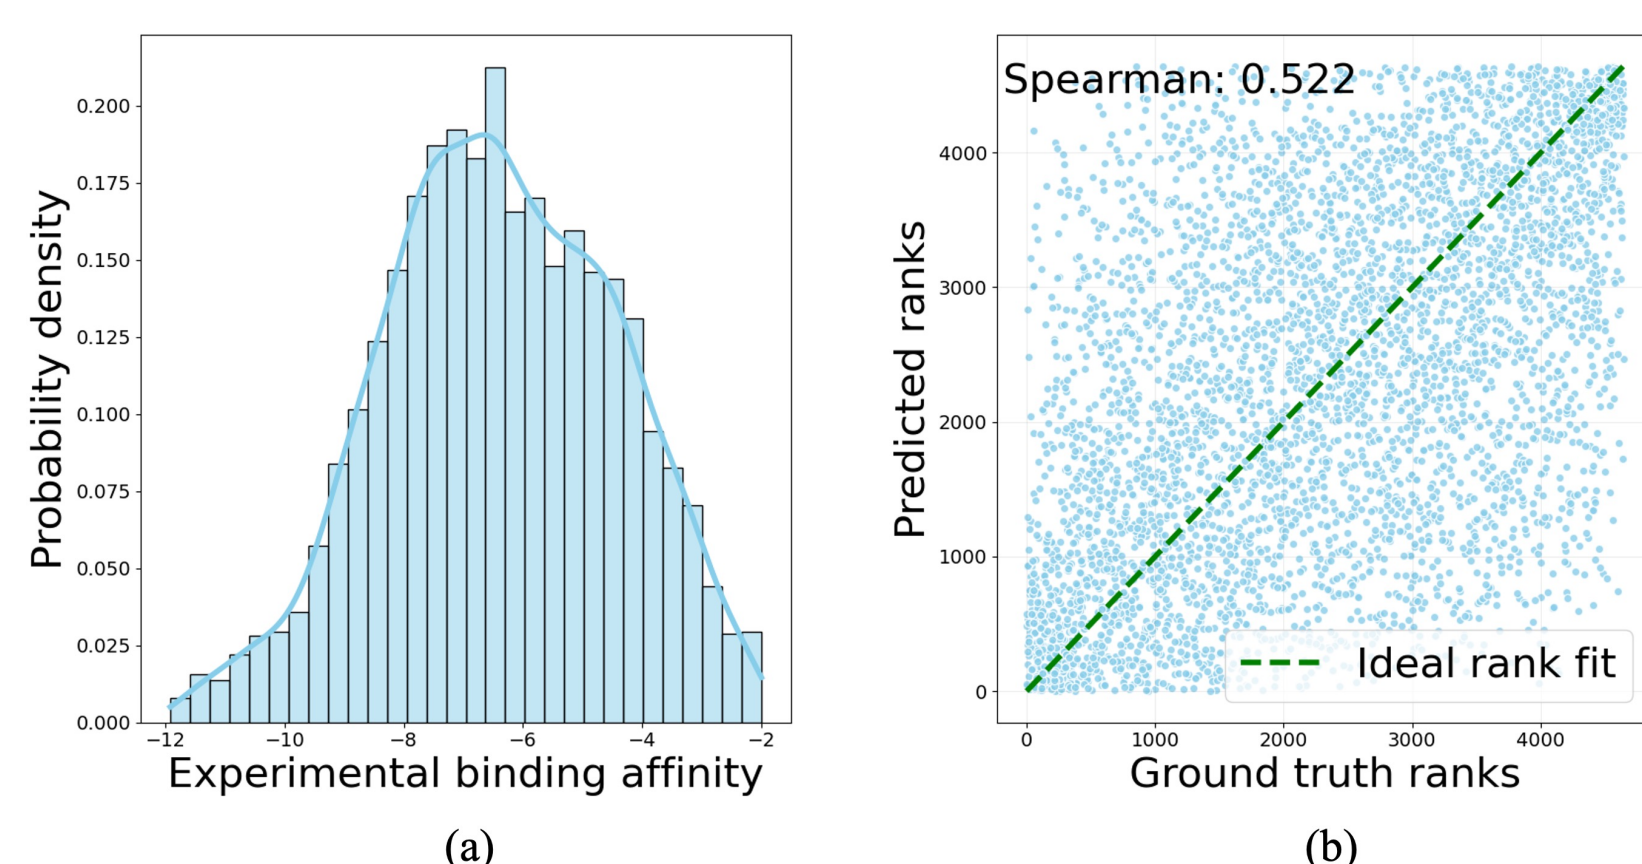 Probability density
0.200
0.175
0.150
0.125
0.100
0.075
0.050
0.025
0.000
−12 −10 −8 −6 −4 −2
Experimental binding affinity
(a)
Spearman: 0.522
Predicted ranks
4000
3000
2000
1000
0
Ideal rank fit
0 1000 2000 3000 4000
Ground truth ranks
(b)